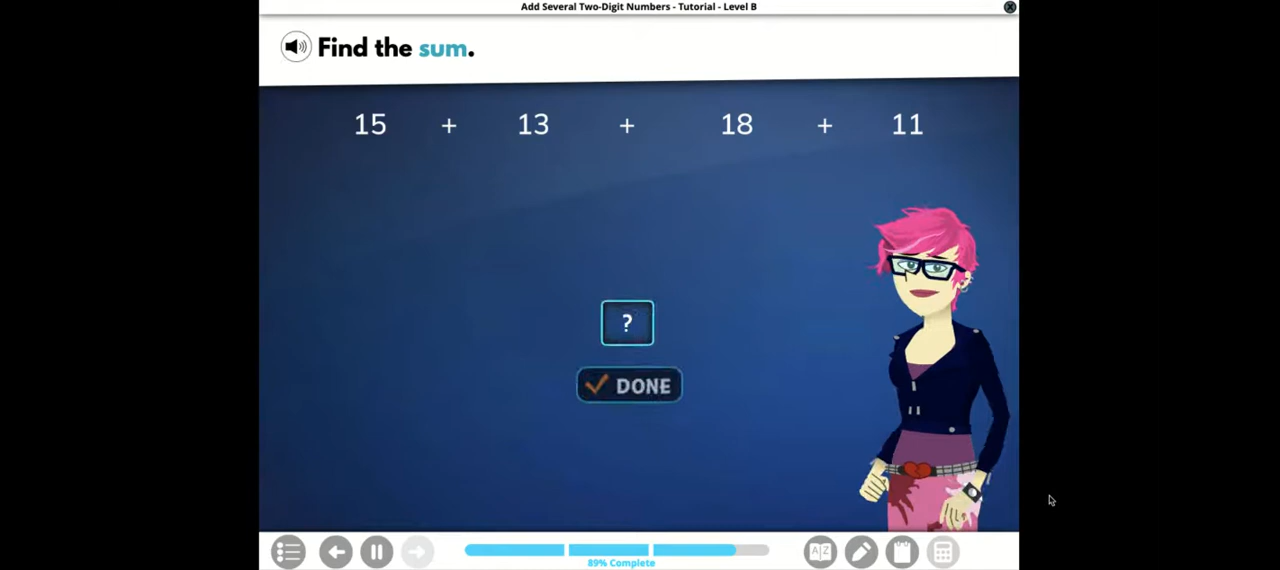 Add Several Two-Digit Numbers - Tutorial - Level B
X
Find the sum.
15 + 13 + 18 + 11
?
DONE
A Z
89% Complete